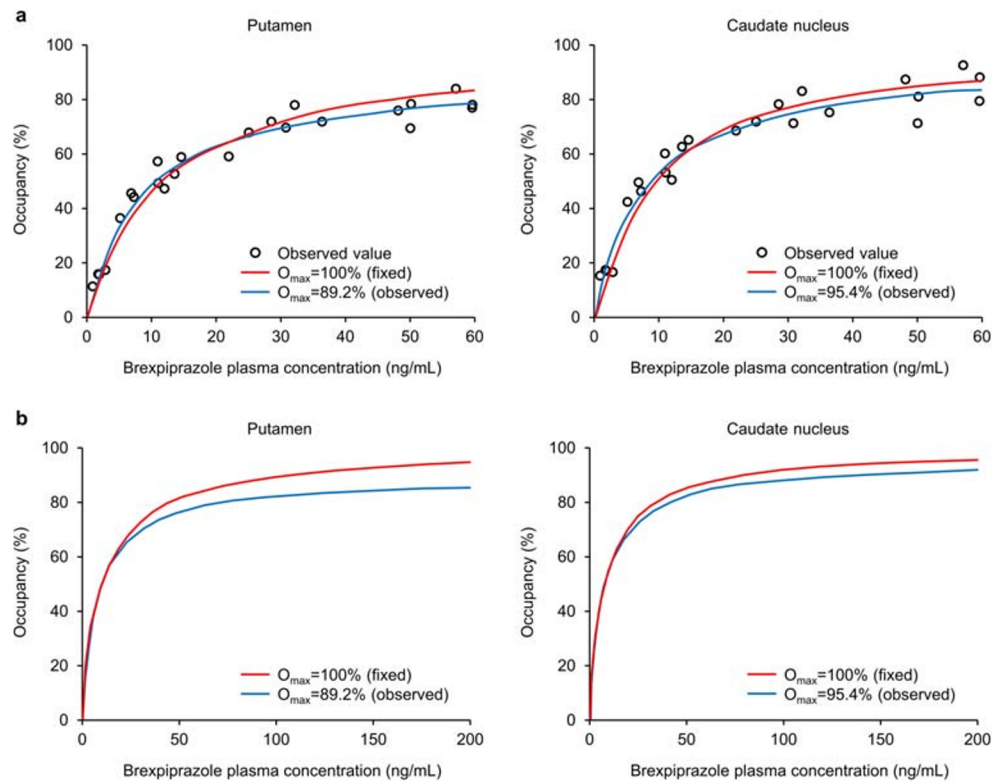 a
Putamen
Caudate nucleus
100
80
60
40
20
0
Occupancy (%)
Observed value
Omax=100% (fixed)
Omax=89.2% (observed)
0 10 20 30 40 50 60
Brexpiprazole plasma concentration (ng/mL)
100
80
60
40
20
0
Occupancy (%)
Observed value
Omax=100% (fixed)
Omax=95.4% (observed)
0 10 20 30 40 50 60
Brexpiprazole plasma concentration (ng/mL)
b
Putamen
Caudate nucleus
100
80
60
40
20
0
Occupancy (%)
Omax=100% (fixed)
Omax=89.2% (observed)
0 50 100 150 200
Brexpiprazole plasma concentration (ng/mL)
100
80
60
40
20
0
Occupancy (%)
Omax=100% (fixed)
Omax=95.4% (observed)
0 50 100 150 200
Brexpiprazole plasma concentration (ng/mL)